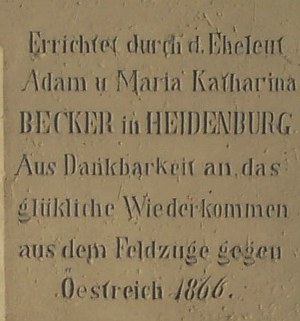 Errichtet durch d. Eheleut
Adam u Maria Katharina
BECKER in HEIDENBURG
Aus Dankbarkeit an das
glükliche Wiederkommen
aus dem Feldzuge gegen
Öestreich 1866.